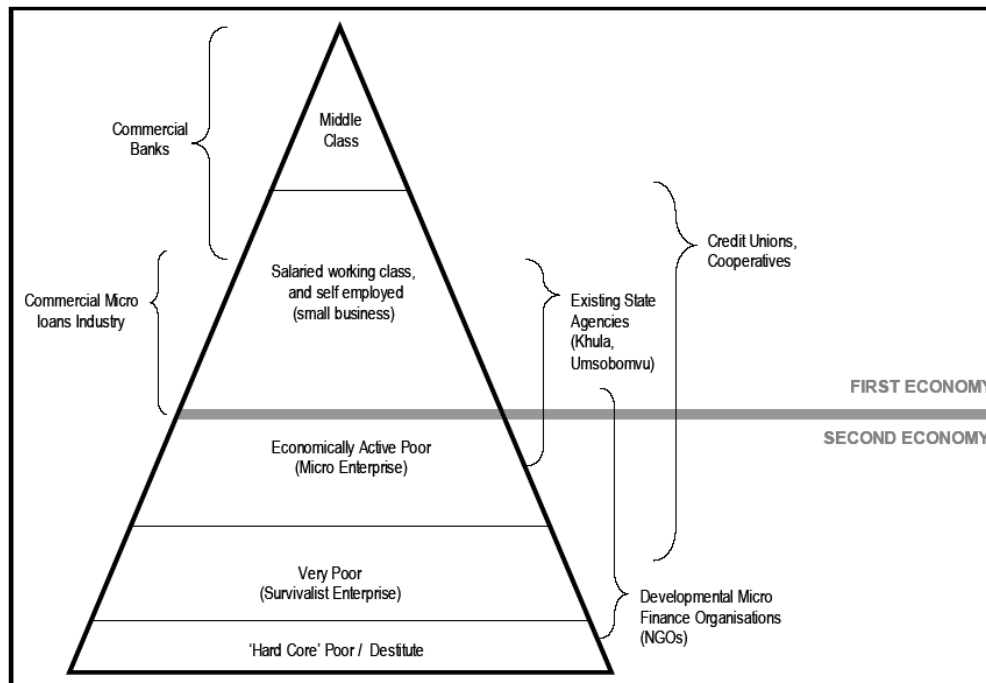 Middle
Class
Commercial
Banks
Credit Unions,
Cooperatives
Salaried working class,
and self employed
(small business)
Commercial Micro
loans Industry
Existing State
Agencies
(Khula,
Umsobomvu)
FIRST ECONOMY
SECOND ECONOMY
Economically Active Poor
(Micro Enterprise)
Very Poor
(Survivalist Enterprise)
Developmental Micro
Finance Organisations
(NGOs)
‘Hard Core’ Poor / Destitute